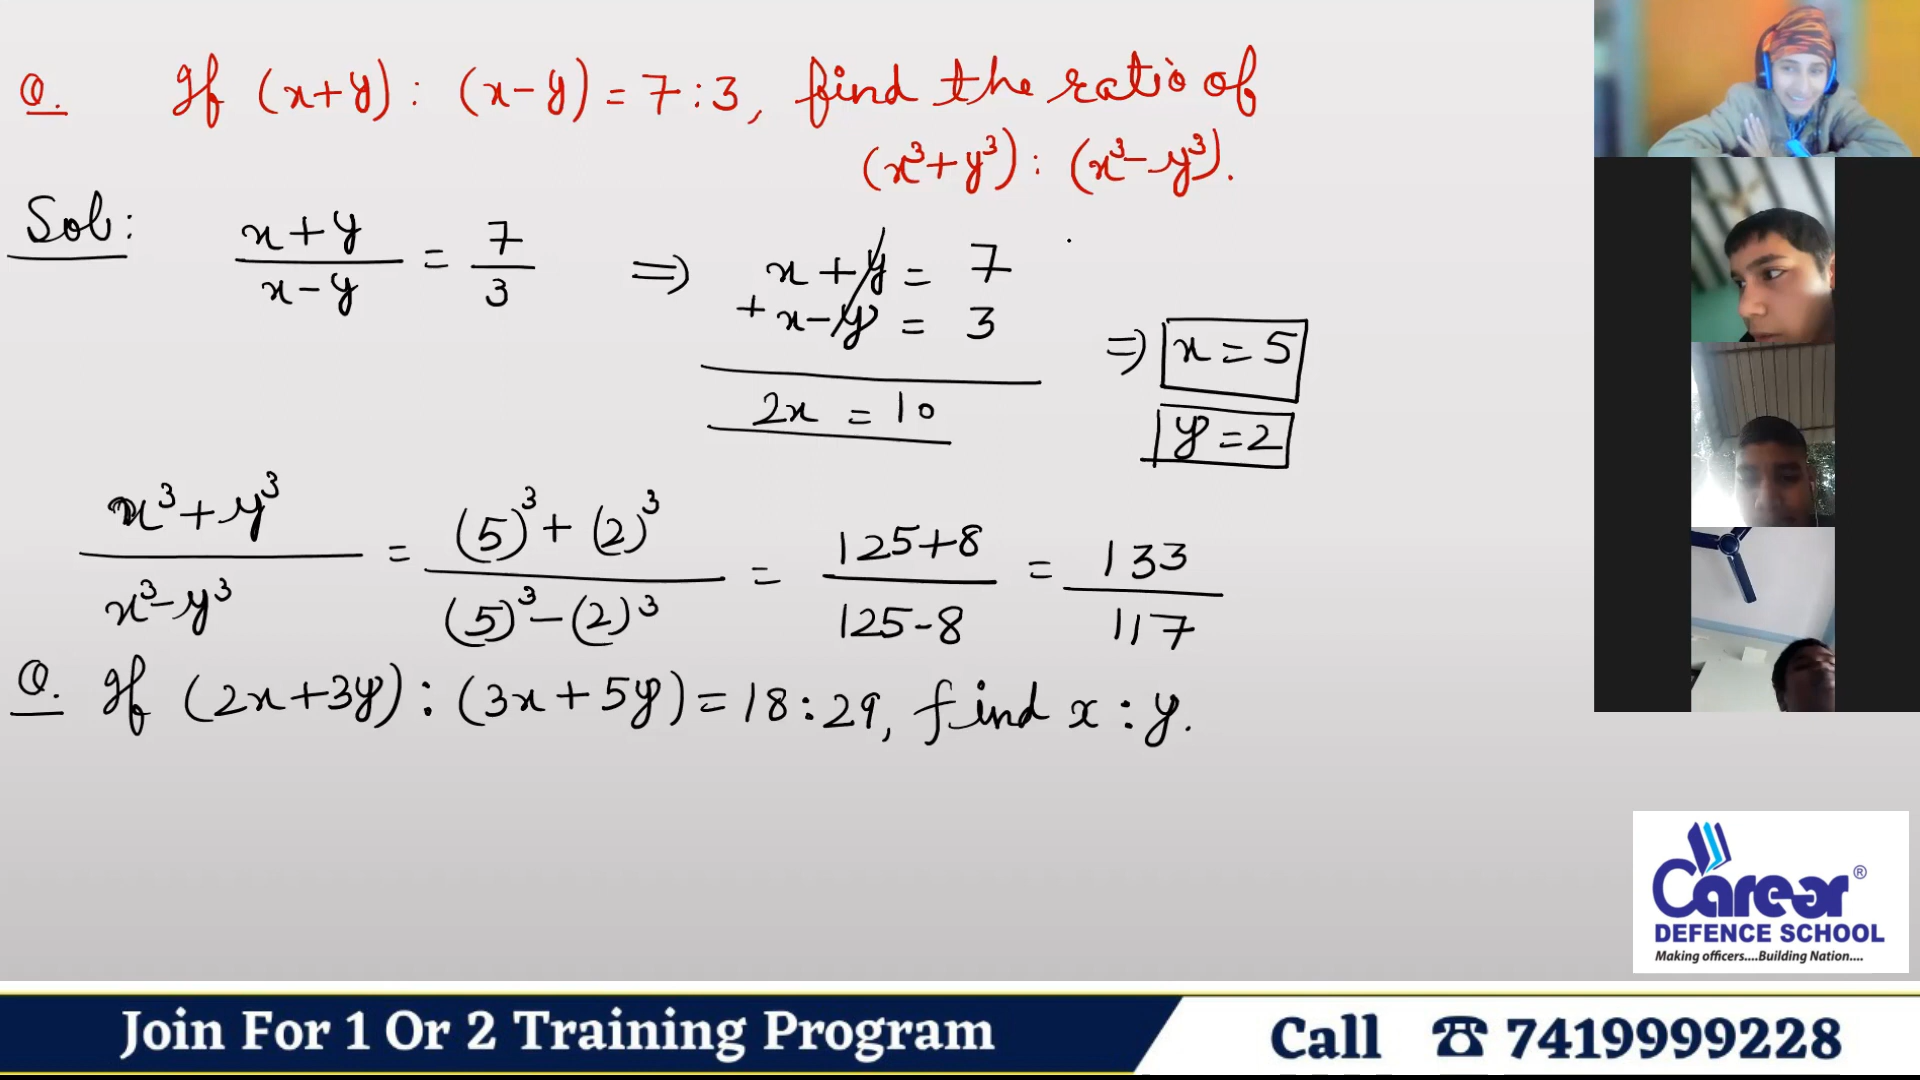 Q. If (x+y) : (x-y) = 7:3, find the ratio of
(x³+y³) : (x³-y³).
Sol:
x+y / x-y = 7/3 ⇒ x+y = 7
+ x-y = 3
2x = 10
⇒ x = 5
y = 2
x³+y³ / x³-y³ = (5)³+(2)³ / (5)³-(2)³ = 125+8 / 125-8 = 133 / 117
Q. If (2x+3y) : (3x+5y) = 18:29, find x : y.
Career®
DEFENCE SCHOOL
Making officers....Building Nation....
Join For 1 Or 2 Training Program
Call ☎ 7419999228